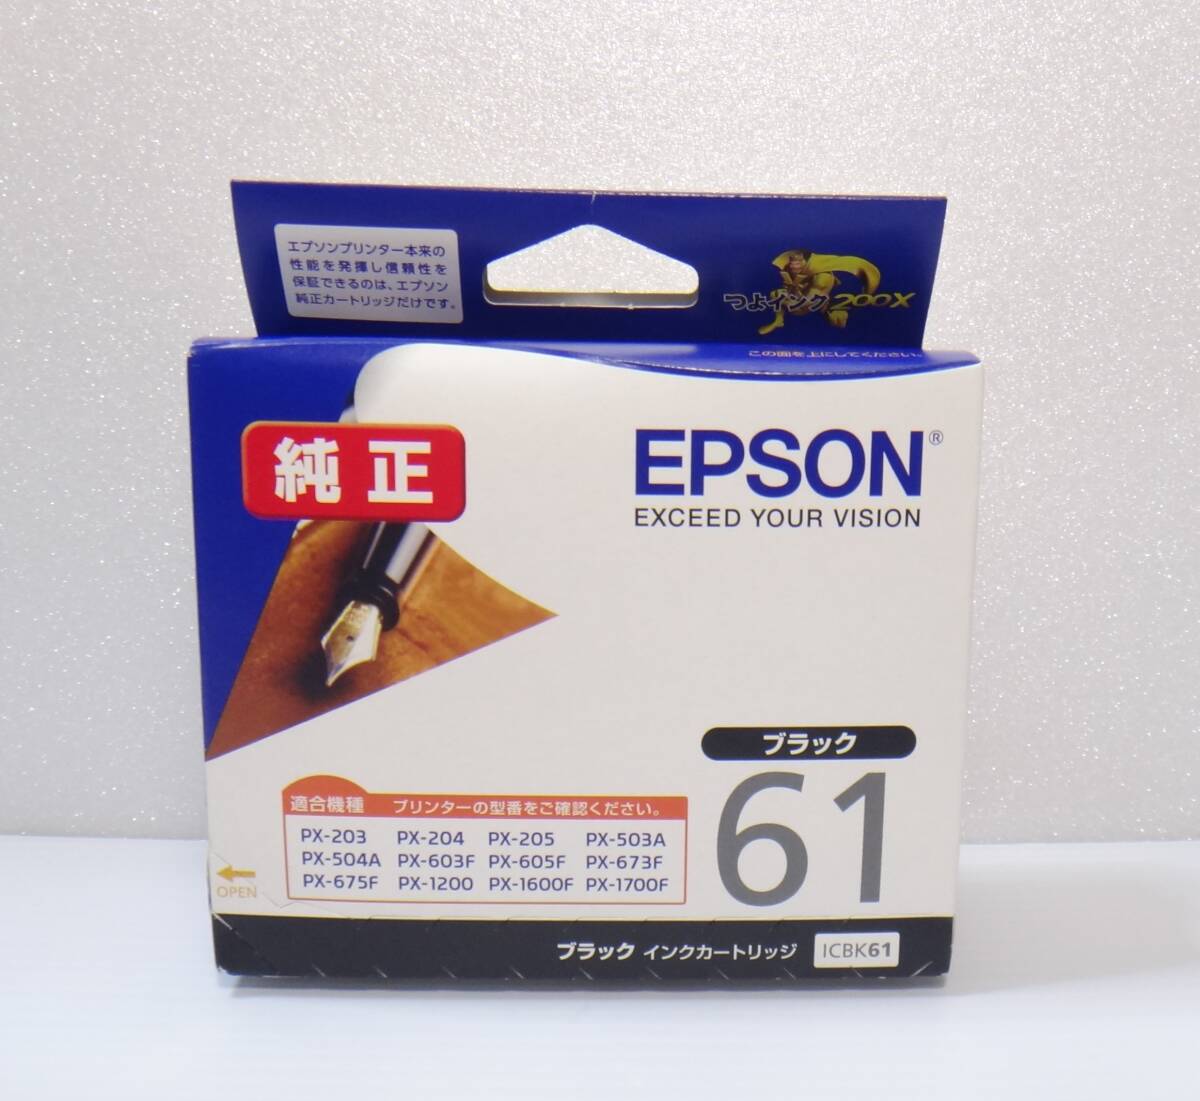 エプソンプリンター本来の
性能を発揮し信頼性を
保証できるのは、エプソン
純正カートリッジだけです。
つよインク200X
純正
EPSON®
EXCEED YOUR VISION
ブラック
61
適合機種 プリンターの型番をご確認ください。
PX-203 PX-204 PX-205 PX-503A
PX-504A PX-603F PX-605F PX-673F
PX-675F PX-1200 PX-1600F PX-1700F
OPEN
ブラック インクカートリッジ ICBK61